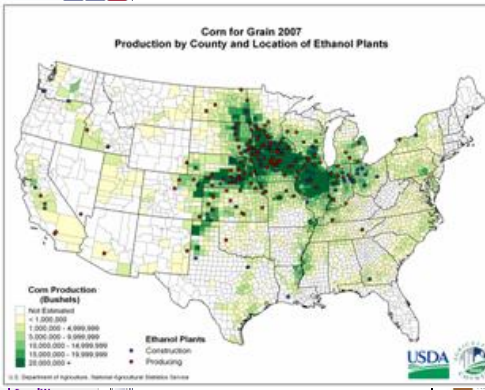 Corn for Grain 2007
Production by County and Location of Ethanol Plants
Corn Production
(Bushels)
Not Estimated
< 1,000,000
1,000,000 - 4,999,999
5,000,000 - 9,999,999
10,000,000 - 14,999,999
15,000,000 - 19,999,999
20,000,000 +
Ethanol Plants
Construction
Producing
USDA
U.S. Department of Agriculture, National Agricultural Statistics Service